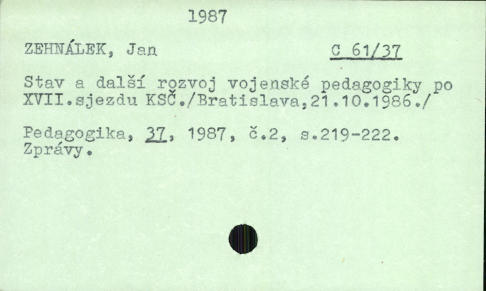 1987
ZEHNÁLEK, Jan C 61/37
Stav a další rozvoj vojenské pedagogiky po
XVII.sjezdu KSČ./Bratislava,21.10.1986./
Pedagogika, 37, 1987, č.2, s.219-222.
Zprávy.